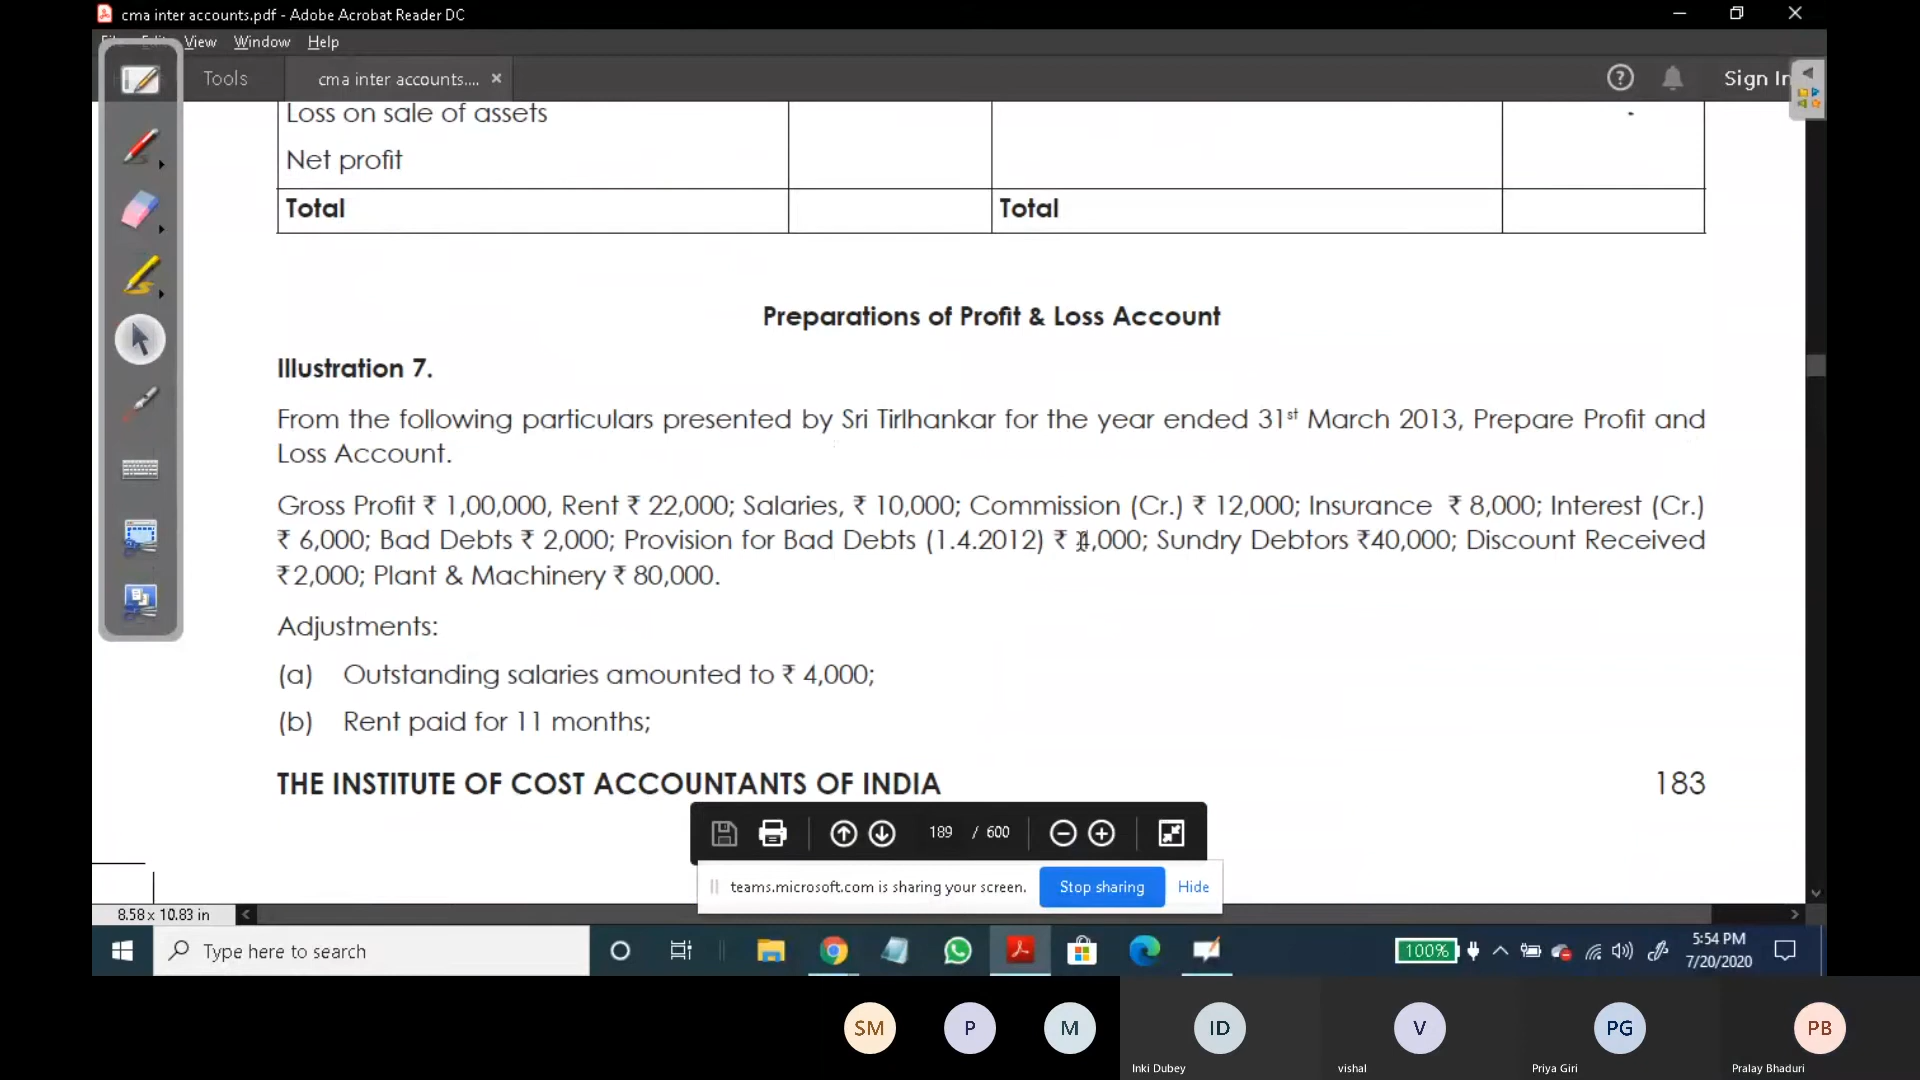 cma inter accounts.pdf - Adobe Acrobat Reader DC
View Window Help
Tools
cma inter accounts.... ×
Sign In
Loss on sale of assets
Net profit
Total Total
Preparations of Profit & Loss Account
Illustration 7.
From the following particulars presented by Sri Tirlhankar for the year ended 31st March 2013, Prepare Profit and
Loss Account.
Gross Profit ₹ 1,00,000, Rent ₹ 22,000; Salaries, ₹ 10,000; Commission (Cr.) ₹ 12,000; Insurance ₹ 8,000; Interest (Cr.)
₹ 6,000; Bad Debts ₹ 2,000; Provision for Bad Debts (1.4.2012) ₹ 4,000; Sundry Debtors ₹40,000; Discount Received
₹2,000; Plant & Machinery ₹ 80,000.
Adjustments:
(a) Outstanding salaries amounted to ₹ 4,000;
(b) Rent paid for 11 months;
THE INSTITUTE OF COST ACCOUNTANTS OF INDIA 183
189 / 600
teams.microsoft.com is sharing your screen. Stop sharing Hide
8.58 x 10.83 in
Type here to search
100%
5:54 PM
7/20/2020
SM P M ID V PG PB
Inki Dubey vishal Priya Giri Pralay Bhaduri